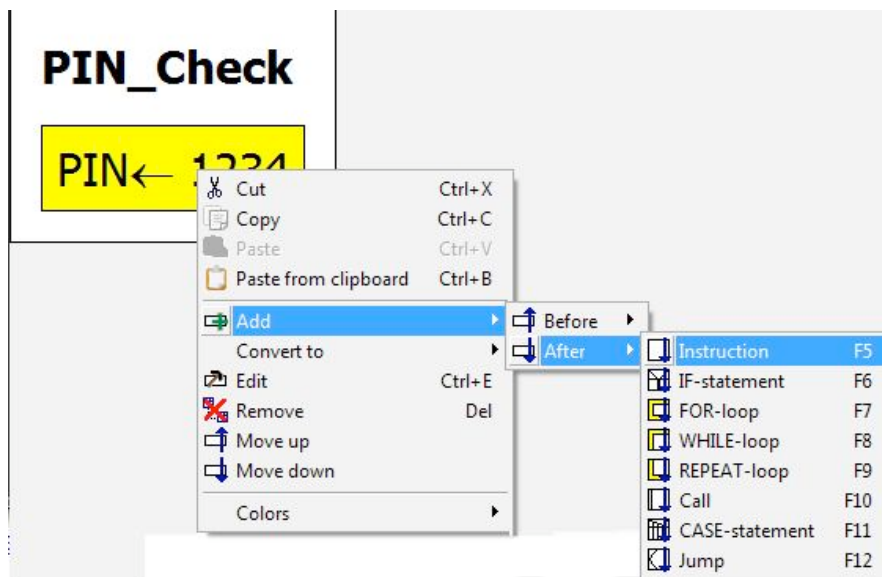 PIN_Check
PIN← 1234
Cut Ctrl+X
Copy Ctrl+C
Paste Ctrl+V
Paste from clipboard Ctrl+B
Add
Before
Convert to
After
Instruction F5
Edit Ctrl+E
IF-statement F6
Remove Del
FOR-loop F7
Move up
WHILE-loop F8
Move down
REPEAT-loop F9
Call F10
Colors
CASE-statement F11
Jump F12